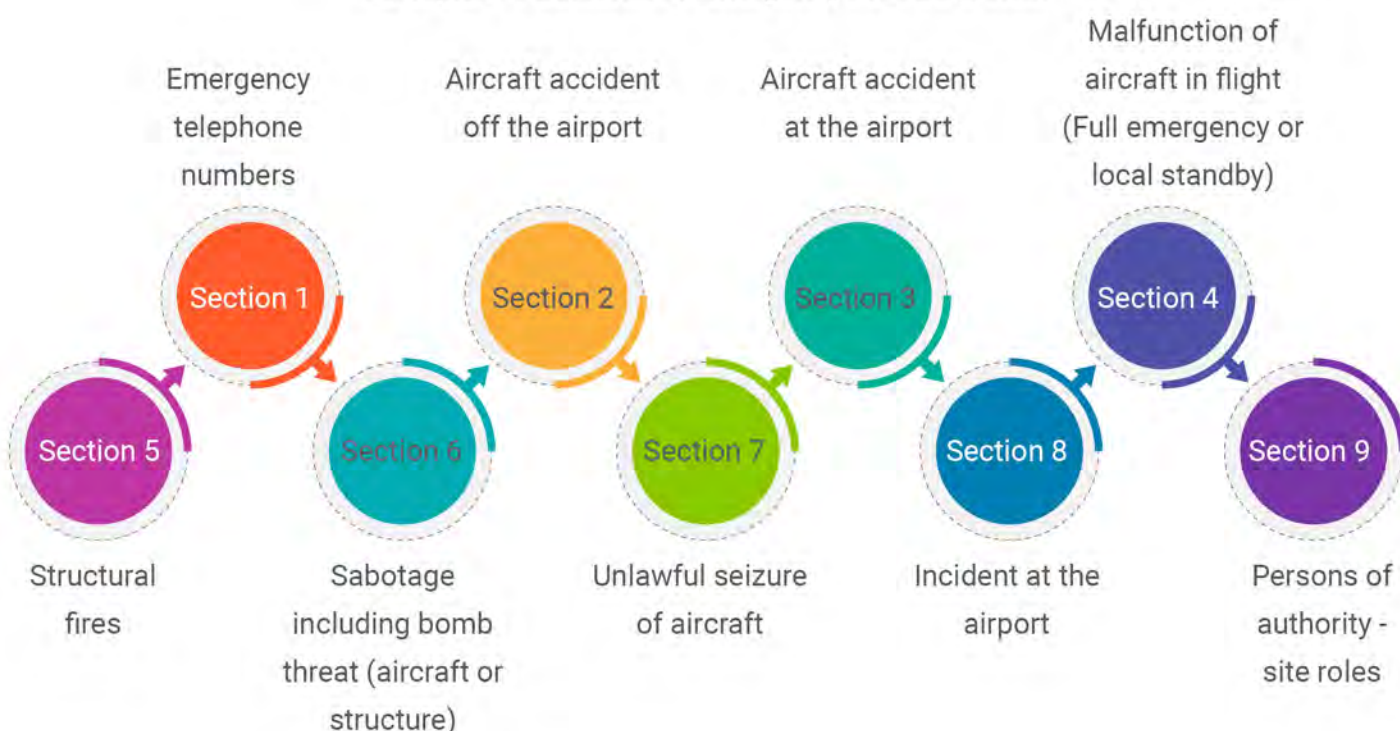 Emergency
telephone
numbers
Aircraft accident
off the airport
Aircraft accident
at the airport
Malfunction of
aircraft in flight
(Full emergency or
local standby)
Section 1
Section 2
Section 3
Section 4
Section 5
Section 6
Section 7
Section 8
Section 9
Structural
fires
Sabotage
including bomb
threat (aircraft or
structure)
Unlawful seizure
of aircraft
Incident at the
airport
Persons of
authority -
site roles